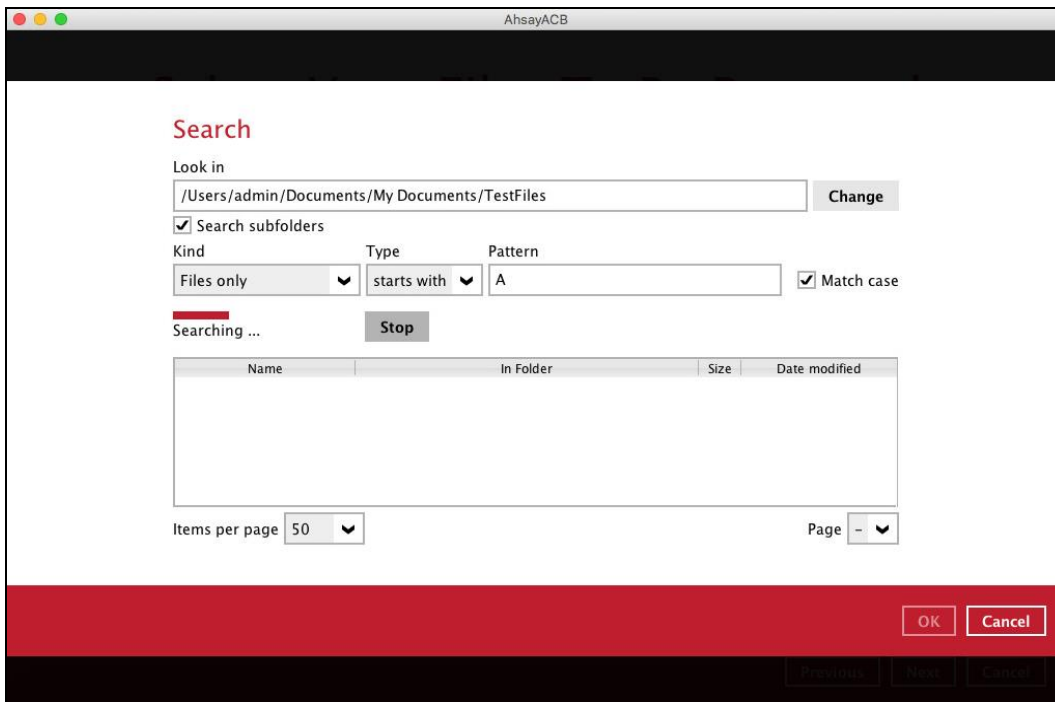 AhsayACB
Search
Look in
/Users/admin/Documents/My Documents/TestFiles
Change
Search subfolders
Kind Type Pattern
Files only starts with A Match case
Searching ... Stop
Name In Folder Size Date modified
Items per page 50 Page -
OK Cancel
Previous Next Cancel